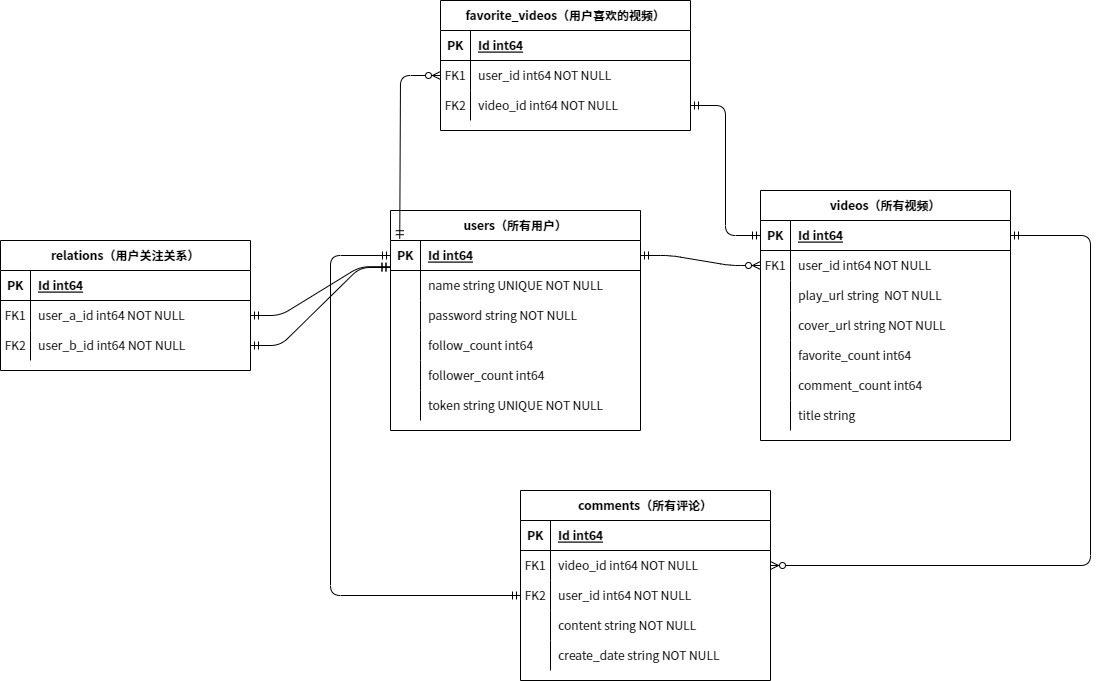 favorite_videos（用户喜欢的视频）
PK Id int64
FK1 user_id int64 NOT NULL
FK2 video_id int64 NOT NULL
relations（用户关注关系）
PK Id int64
FK1 user_a_id int64 NOT NULL
FK2 user_b_id int64 NOT NULL
users（所有用户）
PK Id int64
name string UNIQUE NOT NULL
password string NOT NULL
follow_count int64
follower_count int64
token string UNIQUE NOT NULL
videos（所有视频）
PK Id int64
FK1 user_id int64 NOT NULL
play_url string  NOT NULL
cover_url string NOT NULL
favorite_count int64
comment_count int64
title string
comments（所有评论）
PK Id int64
FK1 video_id int64 NOT NULL
FK2 user_id int64 NOT NULL
content string NOT NULL
create_date string NOT NULL